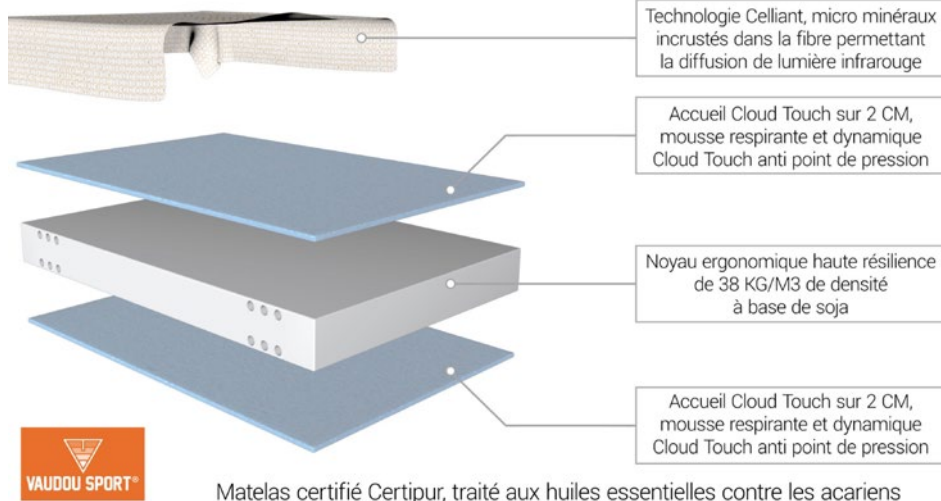 Technologie Celliant, micro minéraux
incrustés dans la fibre permettant
la diffusion de lumière infrarouge
Accueil Cloud Touch sur 2 CM,
mousse respirante et dynamique
Cloud Touch anti point de pression
Noyau ergonomique haute résilience
de 38 KG/M3 de densité
à base de soja
Accueil Cloud Touch sur 2 CM,
mousse respirante et dynamique
Cloud Touch anti point de pression
VAUDOU SPORT®
Matelas certifié Certipur, traité aux huiles essentielles contre les acariens